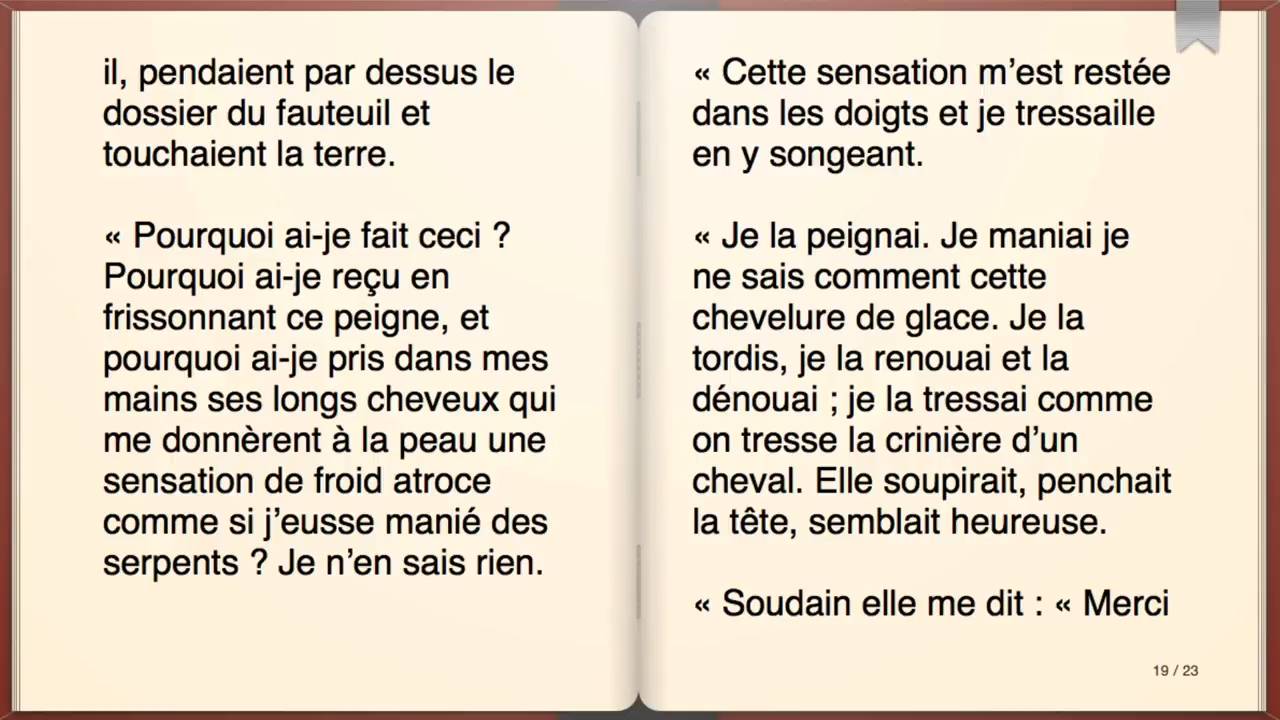 il, pendaient par dessus le
dossier du fauteuil et
touchaient la terre.
« Pourquoi ai-je fait ceci ?
Pourquoi ai-je reçu en
frissonnant ce peigne, et
pourquoi ai-je pris dans mes
mains ses longs cheveux qui
me donnèrent à la peau une
sensation de froid atroce
comme si j’eusse manié des
serpents ? Je n’en sais rien.
« Cette sensation m’est restée
dans les doigts et je tressaille
en y songeant.
« Je la peignai. Je maniai je
ne sais comment cette
chevelure de glace. Je la
tordis, je la renouai et la
dénouai ; je la tressai comme
on tresse la crinière d’un
cheval. Elle soupirait, penchait
la tête, semblait heureuse.
« Soudain elle me dit : « Merci
19 / 23